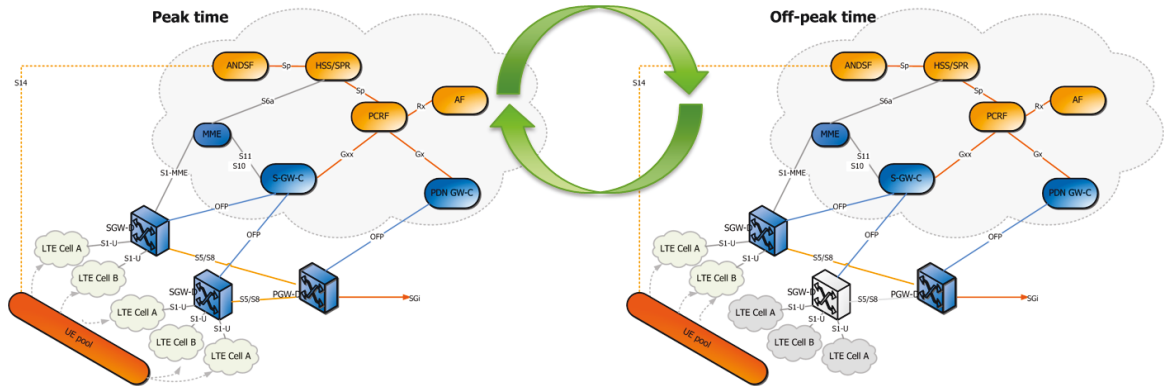 Peak time
ANDSF
Sp
HSS/SPR
S14
Sp
AF
S6a
Rx
PCRF
MME
S11
S10
Gxx
Gx
S1-MME
S-GW-C
PDN GW-C
OFP
SGW-D
LTE Cell A
S1-U
OFP
OFP
S1-U
S5/S8
LTE Cell B
SGW-D
PGW-D
S5/S8
SGi
LTE Cell A
S1-U
S1-U
S1-U
UE pool
LTE Cell B
LTE Cell A
Off-peak time
ANDSF
Sp
HSS/SPR
S14
Sp
AF
S6a
Rx
PCRF
MME
S11
S10
Gxx
Gx
S1-MME
S-GW-C
PDN GW-C
OFP
SGW-D
LTE Cell A
S1-U
OFP
OFP
S1-U
S5/S8
LTE Cell B
SGW-D
PGW-D
S5/S8
SGi
LTE Cell A
S1-U
S1-U
S1-U
UE pool
LTE Cell B
LTE Cell A